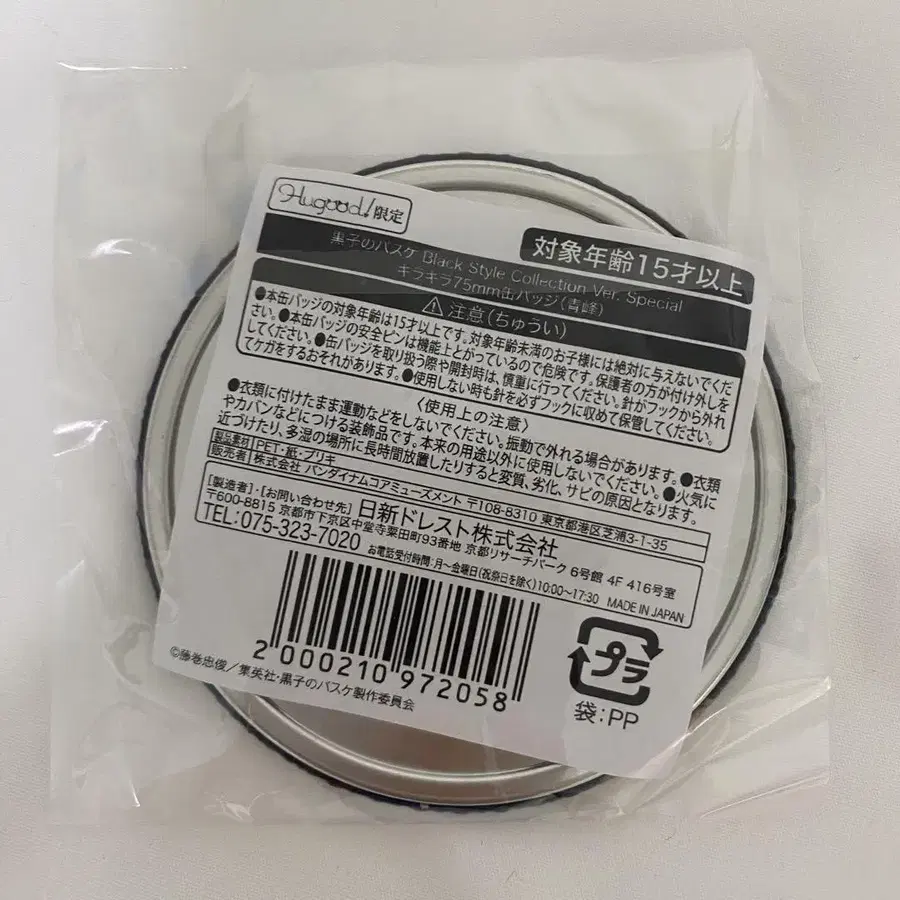 Hugood!限定
対象年齢15才以上
黒子のバスケ Black Style Collection Ver. Special
キラキラ75mm缶バッジ(青峰)
⚠注意(ちゅうい)
●本缶バッジの対象年齢は15才以上です。対象年齢未満のお子様には絶対に与えないでくだ
さい。●本缶バッジの安全ピンは機能上とがっているので危険です。保護者の方が付け外しを
してください。●缶バッジを取り扱う際や開封時は、慎重に行ってください。針がフックから外れ
てケガをするおそれがあります。●使用しない時も針を必ずフックに収めて保管してください。
〈使用上の注意〉
●衣類に付けたまま運動などをしないでください。振動で外れる場合があります。●衣類
やカバンなどにつける装飾品です。本来の用途以外に使用しないでください。●火気に
近づけたり、多湿の場所に長時間放置したりすると変質、劣化、サビの原因となります。
製品素材 PET・紙・ブリキ
販売者 株式会社 バンダイナムコアミューズメント 〒108-8310 東京都港区芝浦3-1-35
[製造者]・[お問い合わせ先] 日新ドレスト株式会社
〒600-8815 京都市下京区中堂寺粟田町93番地 京都リサーチパーク 6号館 4F 416号室
TEL:075-323-7020 お電話受付時間:月〜金曜日(祝祭日を除く)10:00〜17:30 MADE IN JAPAN
2 000210 972058
プラ
袋:PP
©藤巻忠俊/集英社・黒子のバスケ製作委員会